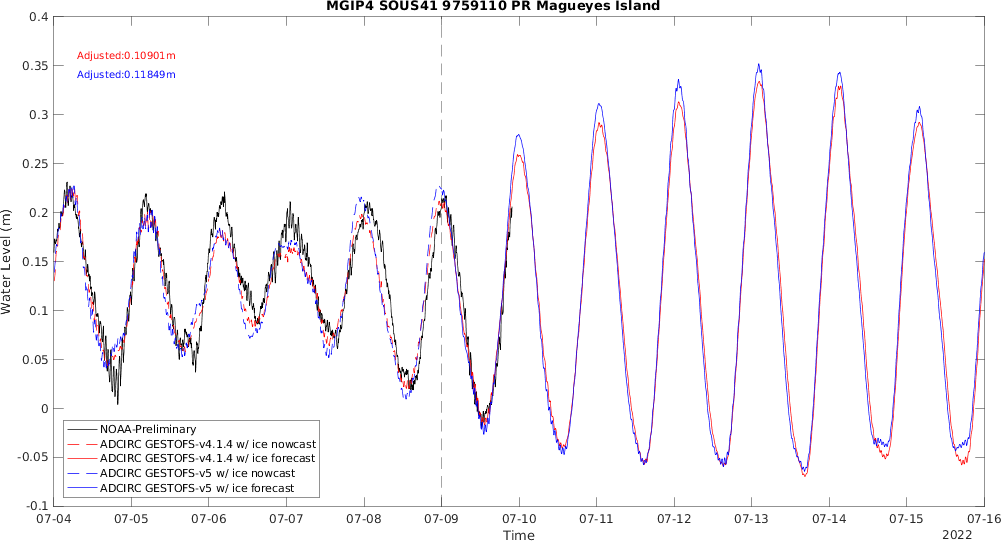 MGIP4 SOUS41 9759110 PR Magueyes Island
Adjusted:0.10901m
Adjusted:0.11849m
Water Level (m)
0.4
0.35
0.3
0.25
0.2
0.15
0.1
0.05
0
-0.05
-0.1
NOAA-Preliminary
ADCIRC GESTOFS-v4.1.4 w/ ice nowcast
ADCIRC GESTOFS-v4.1.4 w/ ice forecast
ADCIRC GESTOFS-v5 w/ ice nowcast
ADCIRC GESTOFS-v5 w/ ice forecast
07-04 07-05 07-06 07-07 07-08 07-09 07-10 07-11 07-12 07-13 07-14 07-15 07-16
Time
2022